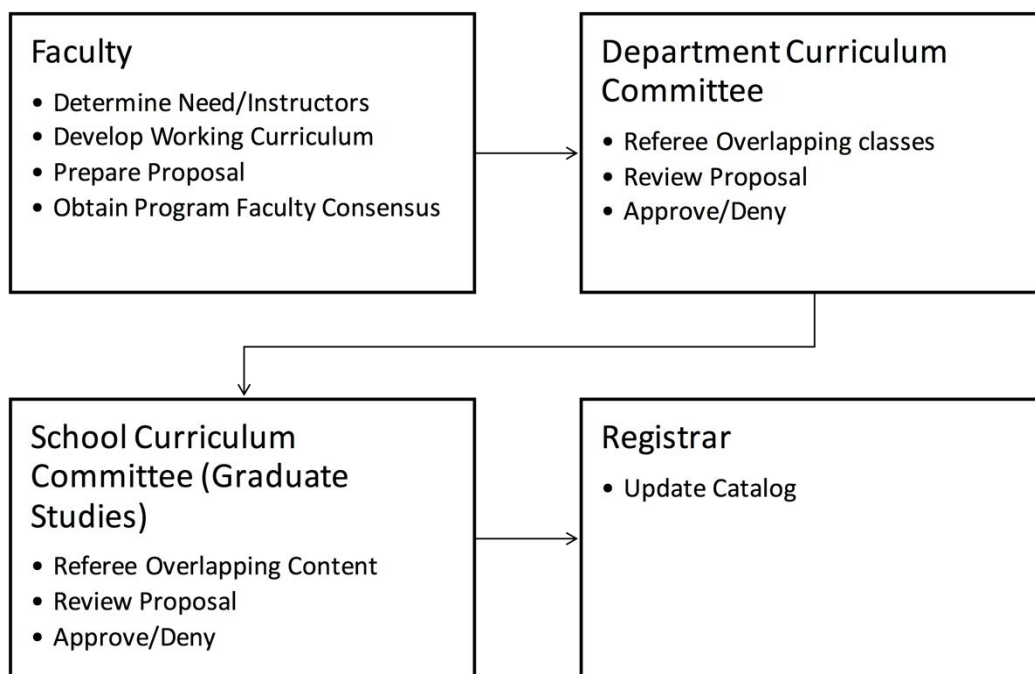 Faculty
• Determine Need/Instructors
• Develop Working Curriculum
• Prepare Proposal
• Obtain Program Faculty Consensus
Department Curriculum
Committee
• Referee Overlapping classes
• Review Proposal
• Approve/Deny
School Curriculum
Committee (Graduate
Studies)
• Referee Overlapping Content
• Review Proposal
• Approve/Deny
Registrar
• Update Catalog